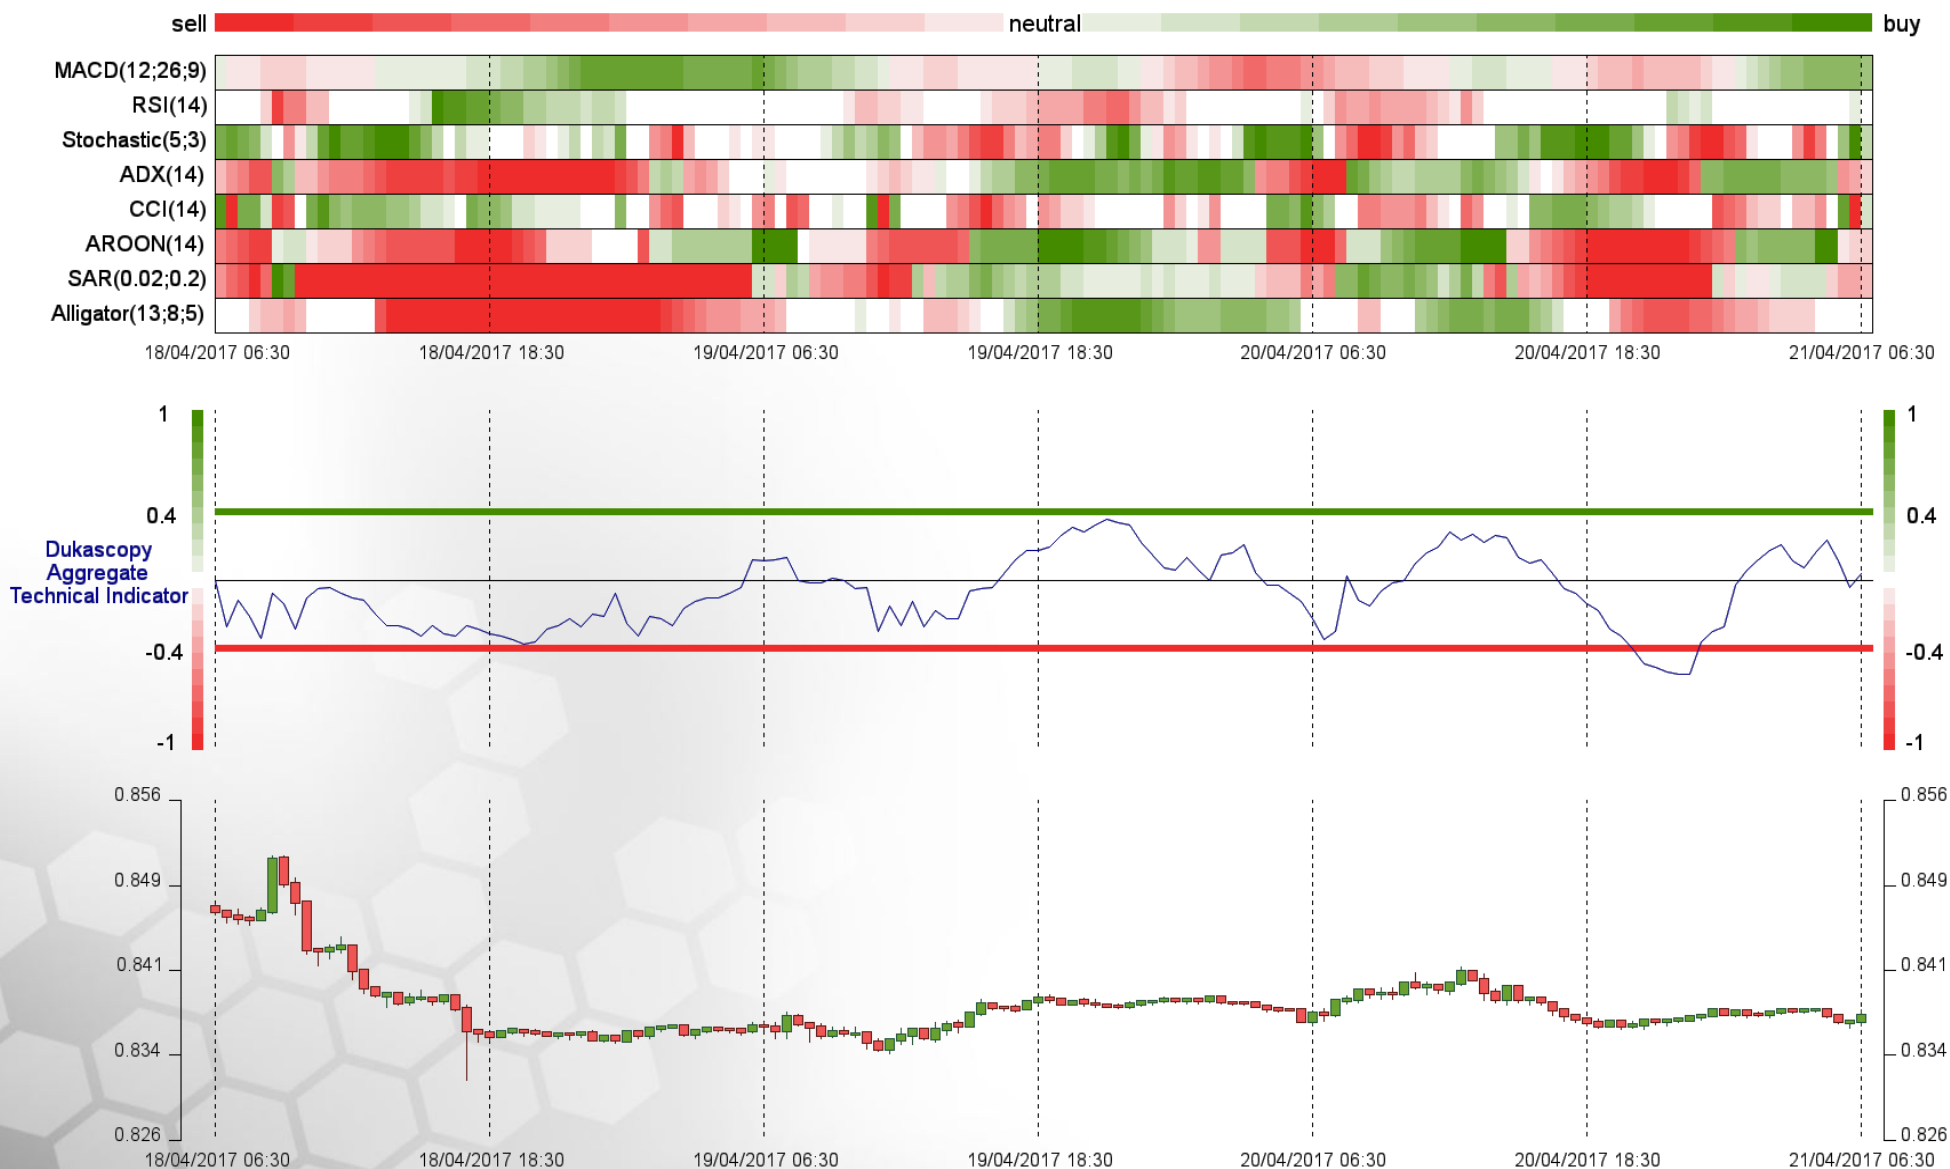 sell neutral buy
MACD(12;26;9)
RSI(14)
Stochastic(5;3)
ADX(14)
CCI(14)
AROON(14)
SAR(0.02;0.2)
Alligator(13;8;5)
18/04/2017 06:30 18/04/2017 18:30 19/04/2017 06:30 19/04/2017 18:30 20/04/2017 06:30 20/04/2017 18:30 21/04/2017 06:30
1 1
0.4 0.4
Dukascopy
Aggregate
Technical Indicator
-0.4 -0.4
-1 -1
0.856 0.856
0.849 0.849
0.841 0.841
0.834 0.834
0.826 0.826
18/04/2017 06:30 18/04/2017 18:30 19/04/2017 06:30 19/04/2017 18:30 20/04/2017 06:30 20/04/2017 18:30 21/04/2017 06:30